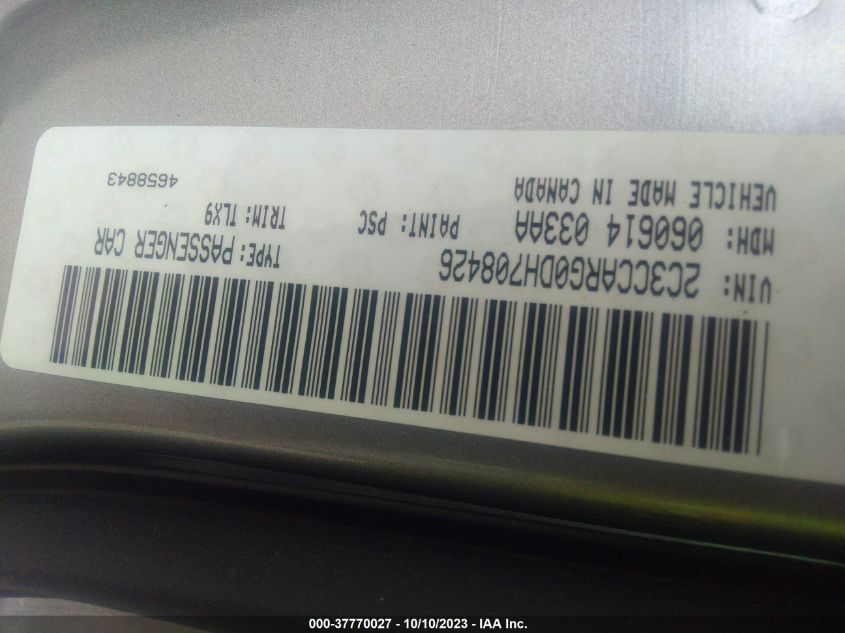 VIN: 2C3CCARG0DH708426 TYPE: PASSENGER CAR
MDH: 060614 033AA PAINT: PSC TRIM: TLX9
VEHICLE MADE IN CANADA 4658843
000-37770027 - 10/10/2023 - IAA Inc.